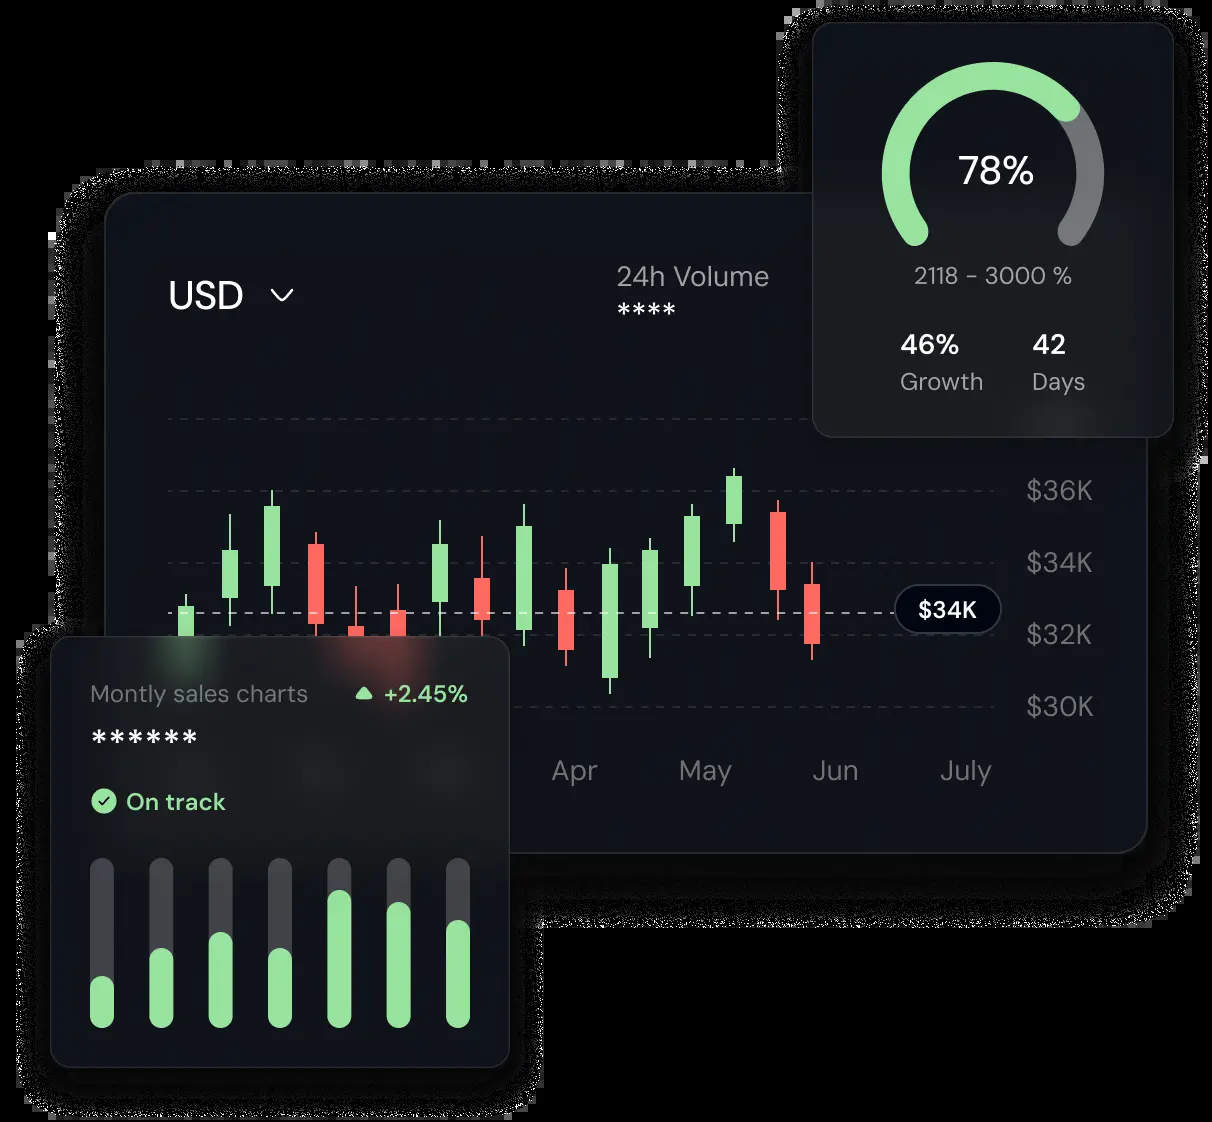 78%
2118 - 3000 %
46%
Growth
42
Days
USD
24h Volume
****
$36K
$34K
$34K
$32K
$30K
Apr
May
Jun
July
Montly sales charts
+2.45%
******
On track